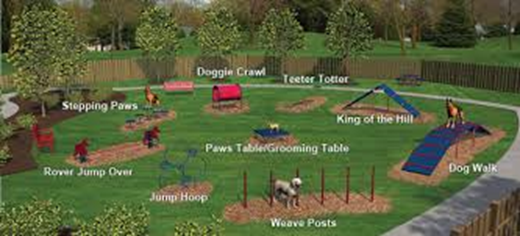 Doggie Crawl
Teeter Totter
Stepping Paws
King of the Hill
Paws Table/Grooming Table
Rover Jump Over
Dog Walk
Jump Hoop
Weave Posts